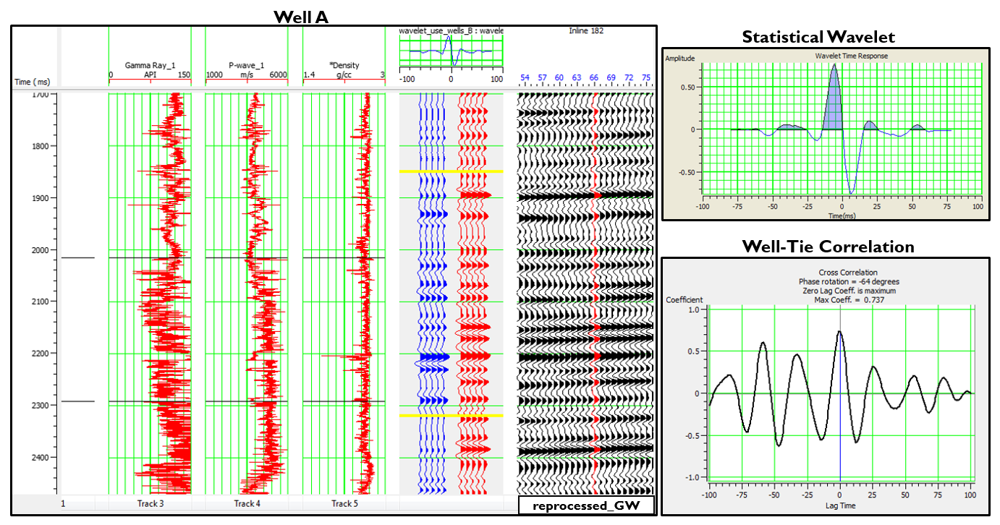 Well A
wavelet_use_wells_B : wavele
Inline 182
Gamma Ray_1
P-wave_1
*Density
0 API 150
1000 m/s 6000
1.4 g/cc 3
-100 0 100
54 57 60 63 66 69 72 75
Time (ms)
1700
1800
1900
2000
2100
2200
2300
2400
1
Track 3
Track 4
Track 5
reprocessed_GW
Statistical Wavelet
Amplitude
Wavelet Time Response
0.50
0
-0.50
-100 -75 -50 -25 0 25 50 75 100
Time(ms)
Well-Tie Correlation
Cross Correlation
Phase rotation = -64 degrees
Zero Lag Coeff. is maximum
Max Coeff. = 0.737
Coefficient
1.0
0.5
0
-0.5
-1.0
-100 -75 -50 -25 0 25 50 75 100
Lag Time